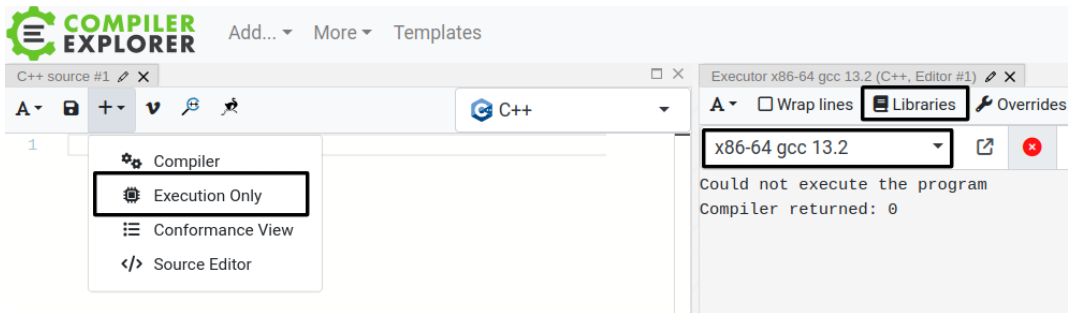 COMPILER
EXPLORER
Add... More Templates
C++ source #1
A C++
1
Compiler
Execution Only
Conformance View
</> Source Editor
Executor x86-64 gcc 13.2 (C++, Editor #1)
A Wrap lines Libraries Overrides
x86-64 gcc 13.2
Could not execute the program
Compiler returned: 0